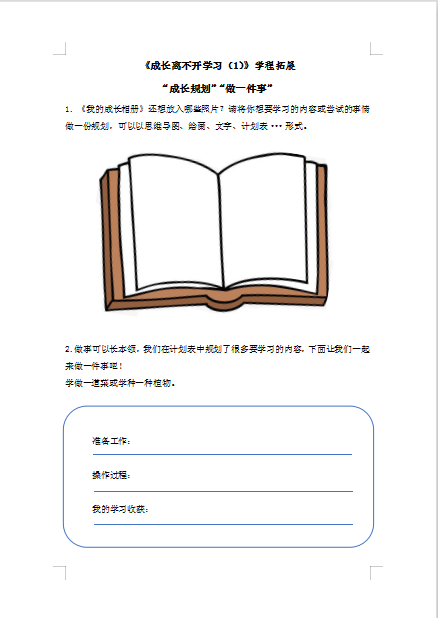 《成长离不开学习（1）》学程拓展
“成长规划”“做一件事”
1. 《我的成长相册》还想放入哪些照片？请将你想要学习的内容或尝试的事情
做一份规划，可以以思维导图、绘画、文字、计划表···形式。
2.做事可以长本领，我们在计划表中规划了很多要学习的内容，下面让我们一起
来做一件事吧！
学做一道菜或学种一种植物。
准备工作：
操作过程：
我的学习收获：